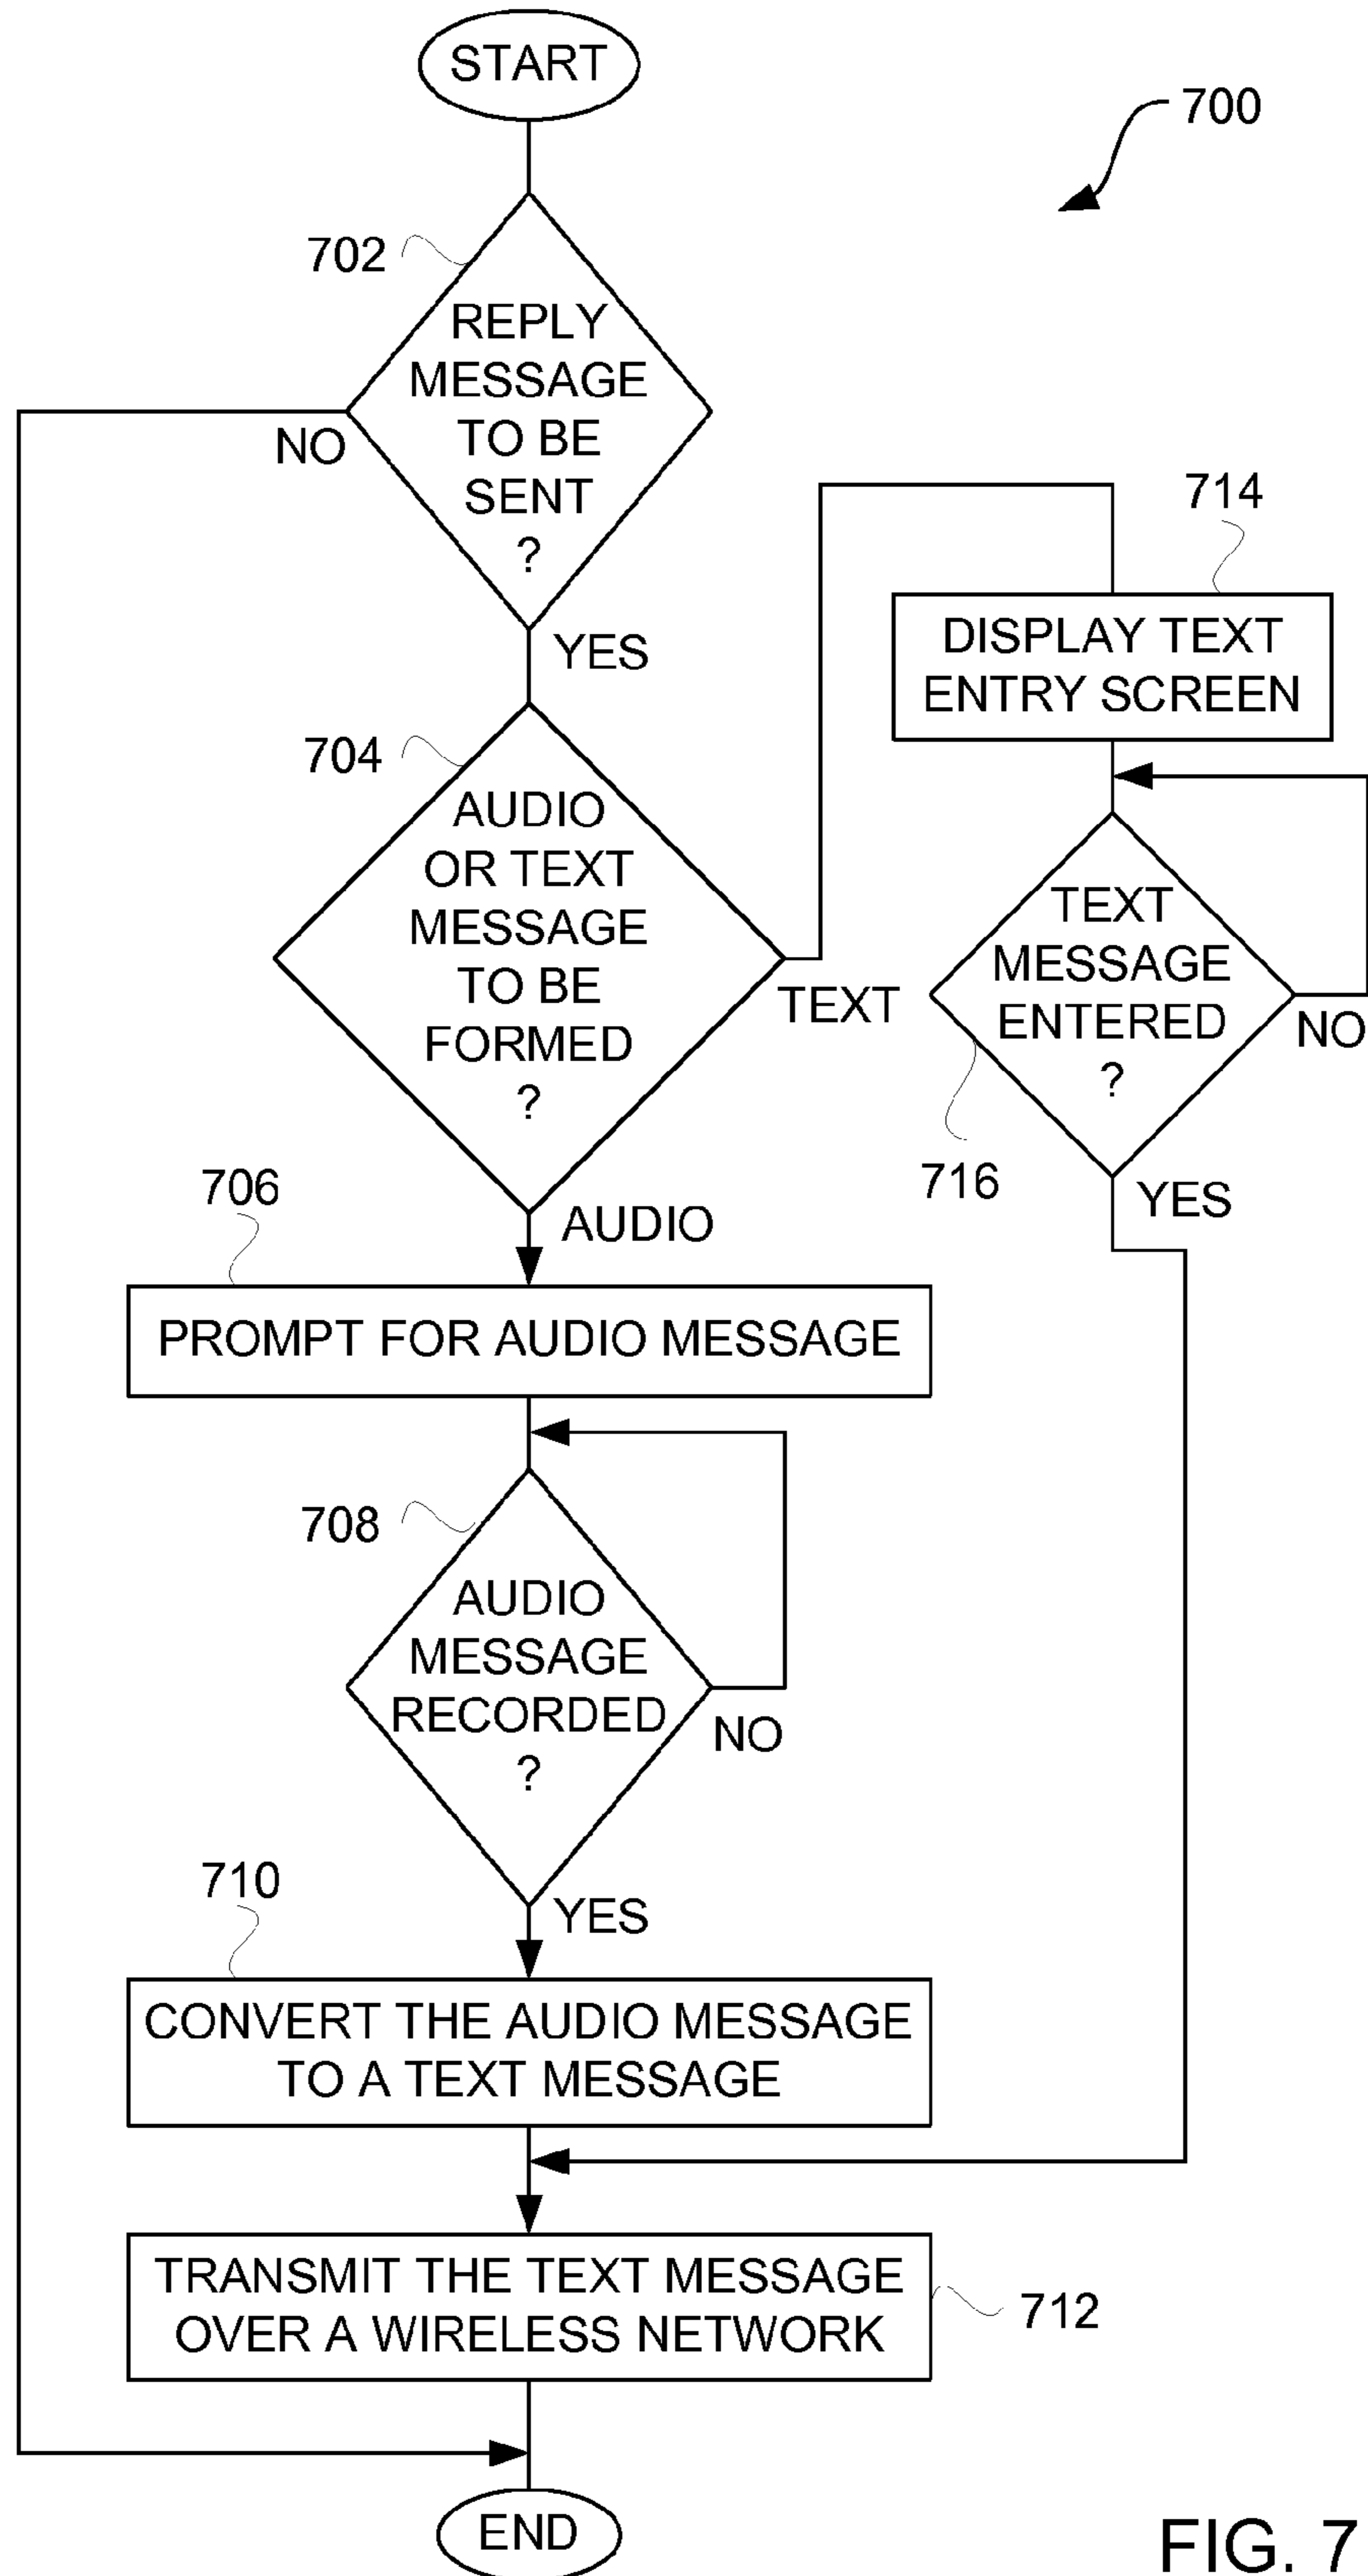 START
700
702
REPLY
MESSAGE
TO BE
SENT
?
NO
YES
704
AUDIO
OR TEXT
MESSAGE
TO BE
FORMED
?
TEXT
714
DISPLAY TEXT
ENTRY SCREEN
TEXT
MESSAGE
ENTERED
?
NO
716
YES
AUDIO
706
PROMPT FOR AUDIO MESSAGE
708
AUDIO
MESSAGE
RECORDED
?
NO
YES
710
CONVERT THE AUDIO MESSAGE
TO A TEXT MESSAGE
TRANSMIT THE TEXT MESSAGE
OVER A WIRELESS NETWORK
712
END
FIG. 7